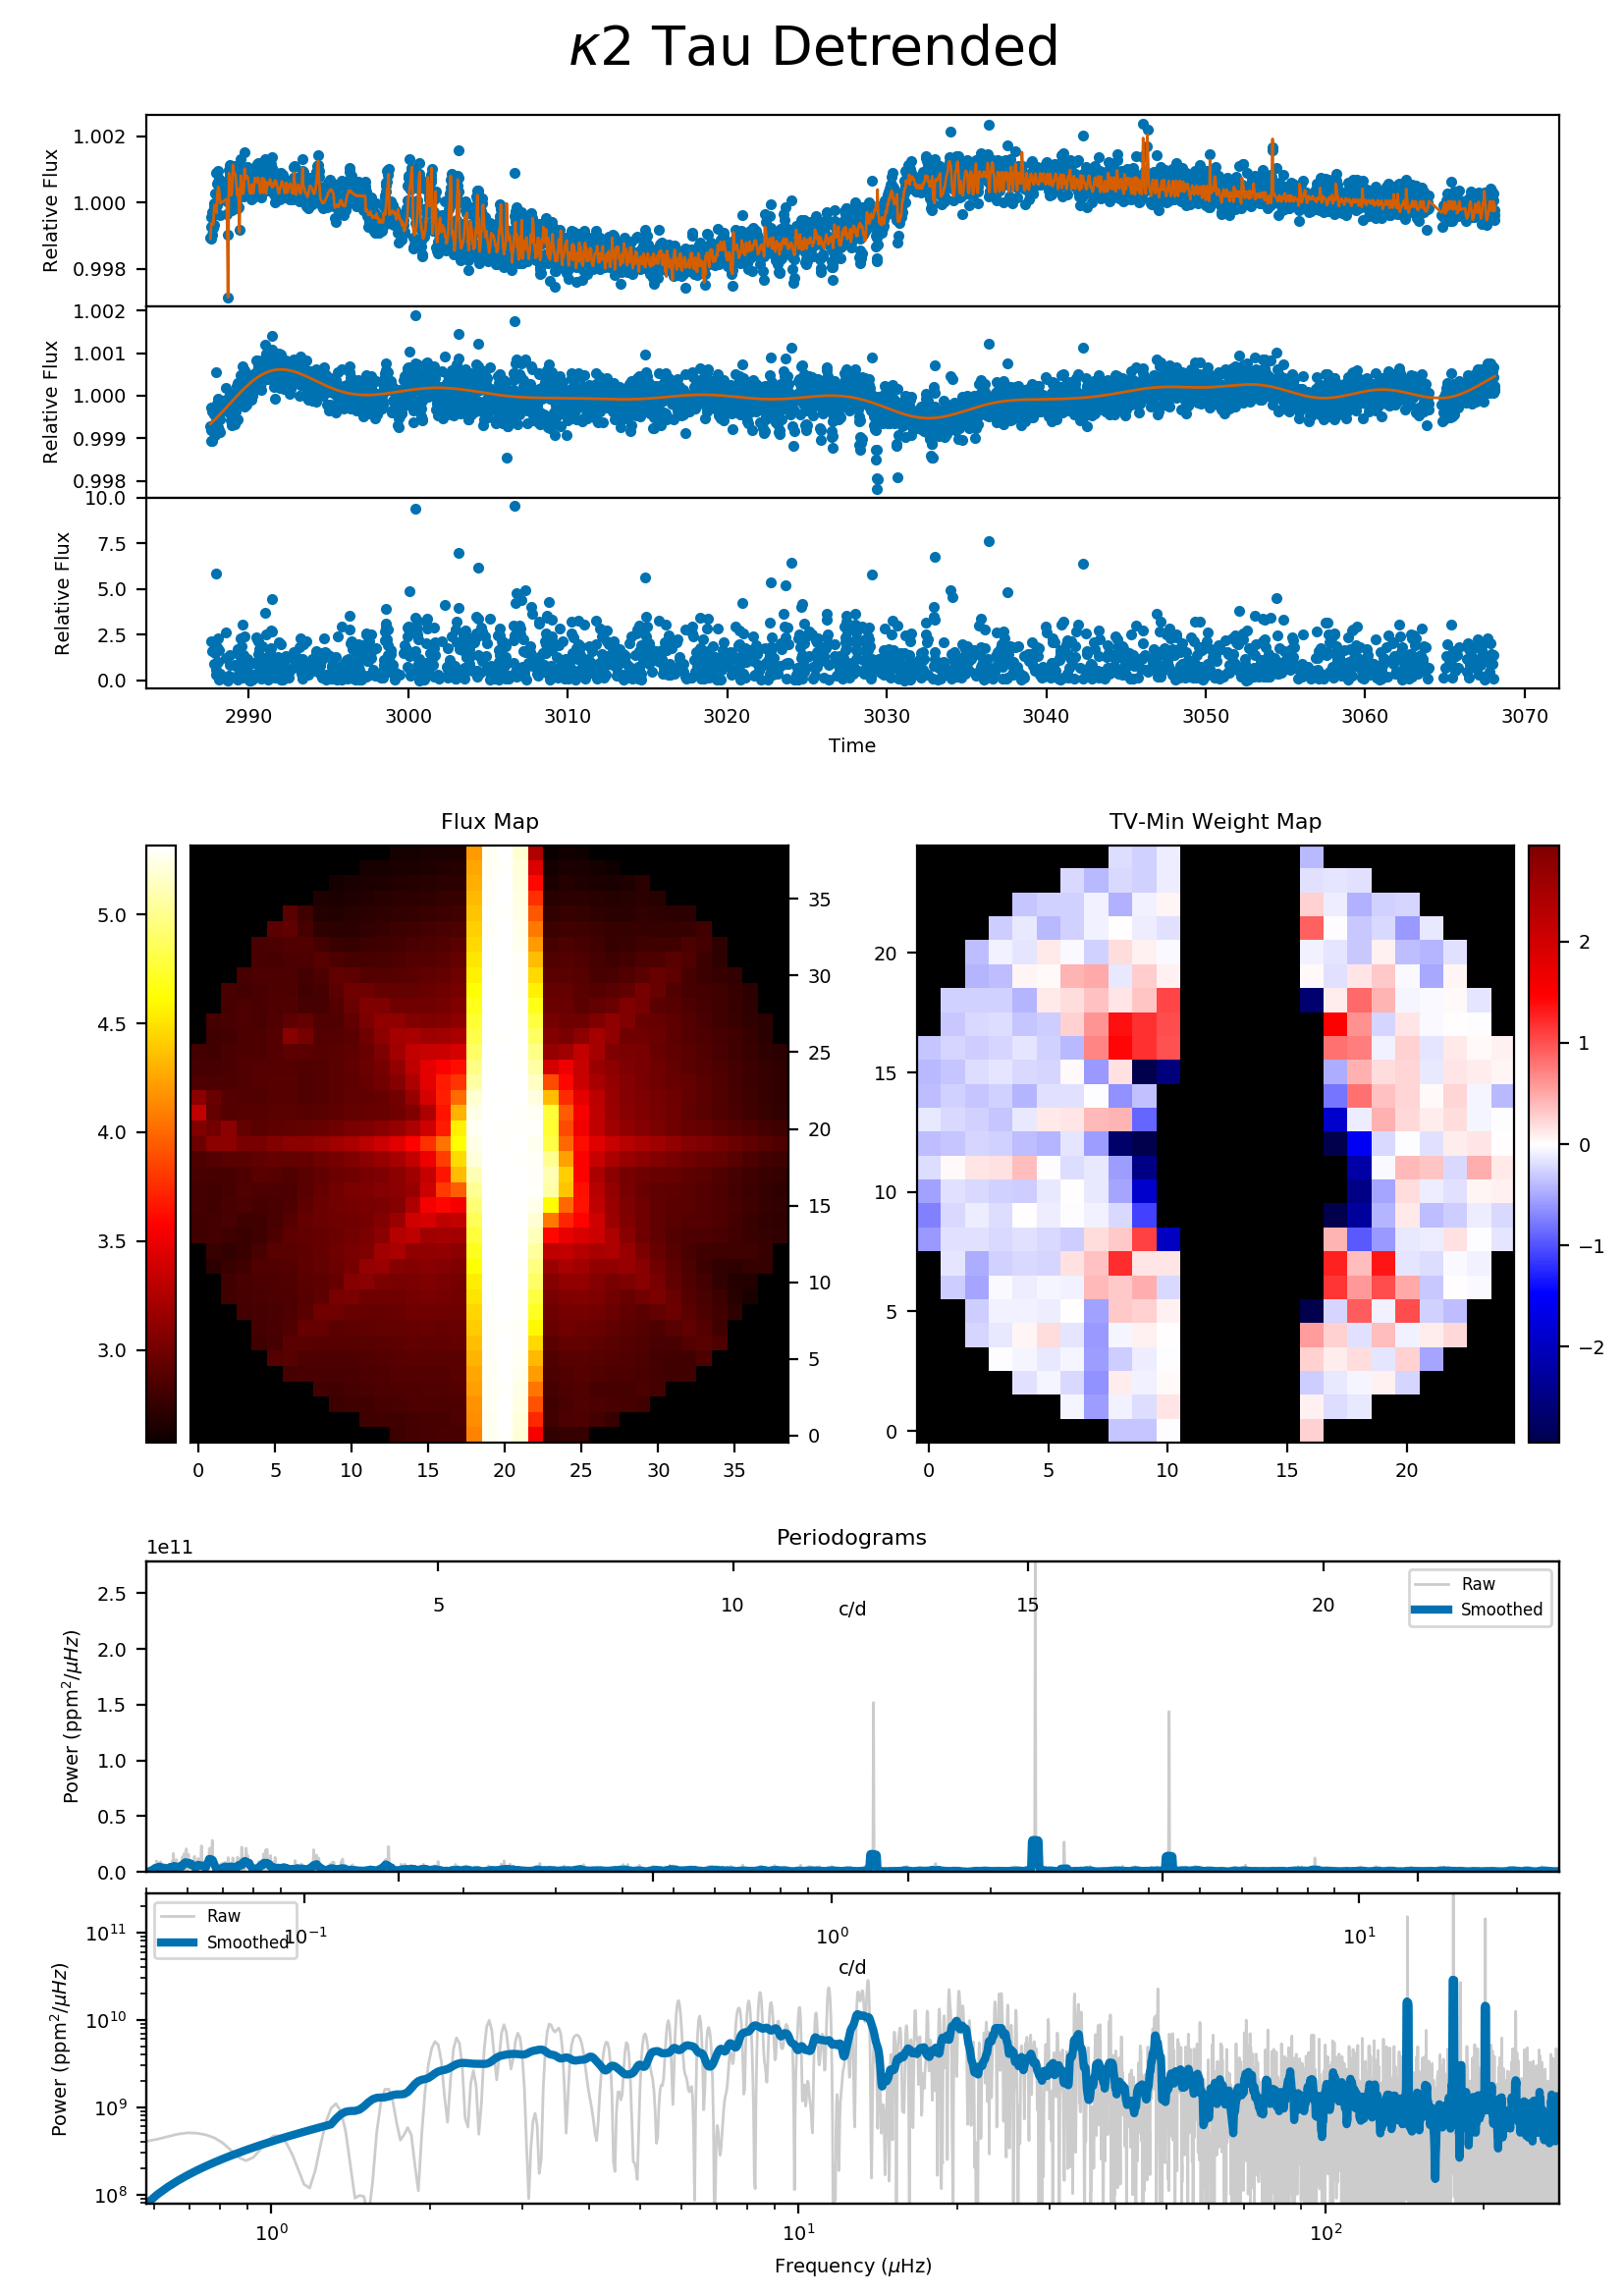 κ2 Tau Detrended
1.002
1.000
0.998
Relative Flux
1.002
1.001
1.000
0.999
0.998
Relative Flux
10.0
7.5
5.0
2.5
0.0
Relative Flux
2990 3000 3010 3020 3030 3040 3050 3060 3070
Time
Flux Map
5.0
4.5
4.0
3.5
3.0
35
30
25
20
15
10
5
0
0 5 10 15 20 25 30 35
TV-Min Weight Map
20
15
10
5
0
0 5 10 15 20
2
1
0
−1
−2
Periodograms
1e11
2.5
2.0
1.5
1.0
0.5
0.0
Power (ppm²/μHz)
5 10 15 20
c/d
Raw
Smoothed
Raw
Smoothed
10⁻¹ 10⁰ 10¹
c/d
10¹¹
10¹⁰
10⁹
10⁸
Power (ppm²/μHz)
10⁰ 10¹ 10²
Frequency (μHz)